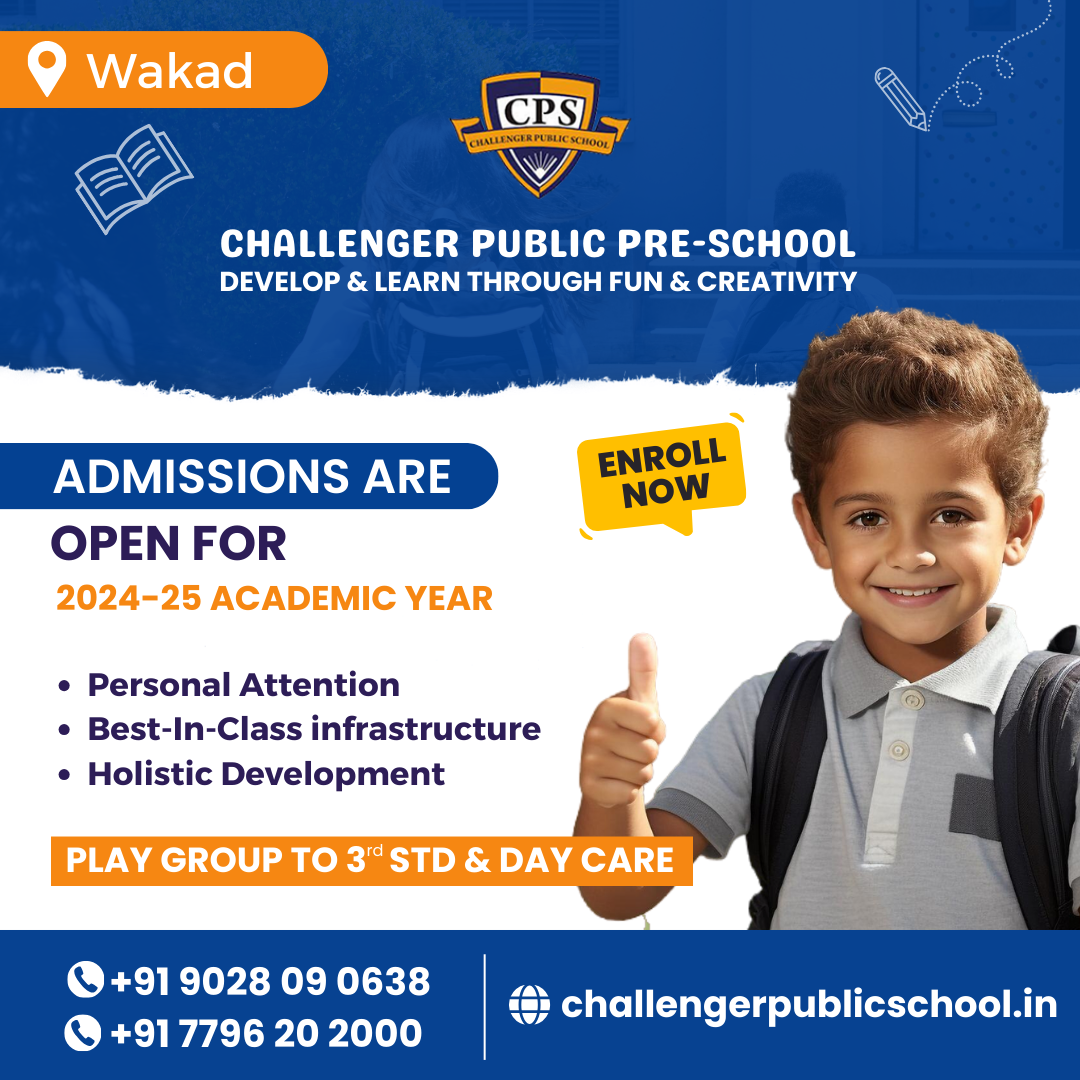 Wakad
CPS
CHALLENGER PUBLIC SCHOOL
CHALLENGER PUBLIC PRE-SCHOOL
DEVELOP & LEARN THROUGH FUN & CREATIVITY
ENROLL
NOW
ADMISSIONS ARE
OPEN FOR
2024-25 ACADEMIC YEAR
• Personal Attention
• Best-In-Class infrastructure
• Holistic Development
PLAY GROUP TO 3rd STD & DAY CARE
+91 9028 09 0638
+91 7796 20 2000
challengerpublicschool.in